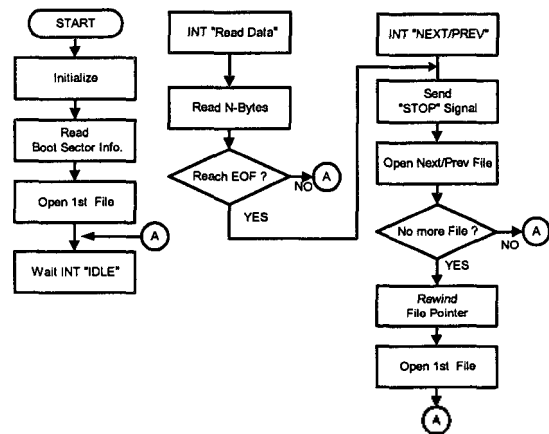 START
Initialize
Read
Boot Sector Info.
Open 1st File
A
Wait INT "IDLE"
INT "Read Data"
Read N-Bytes
Reach EOF ?
NO
A
YES
INT "NEXT/PREV"
Send
"STOP" Signal
Open Next/Prev File
No more File ?
NO
A
YES
Rewind
File Pointer
Open 1st File
A